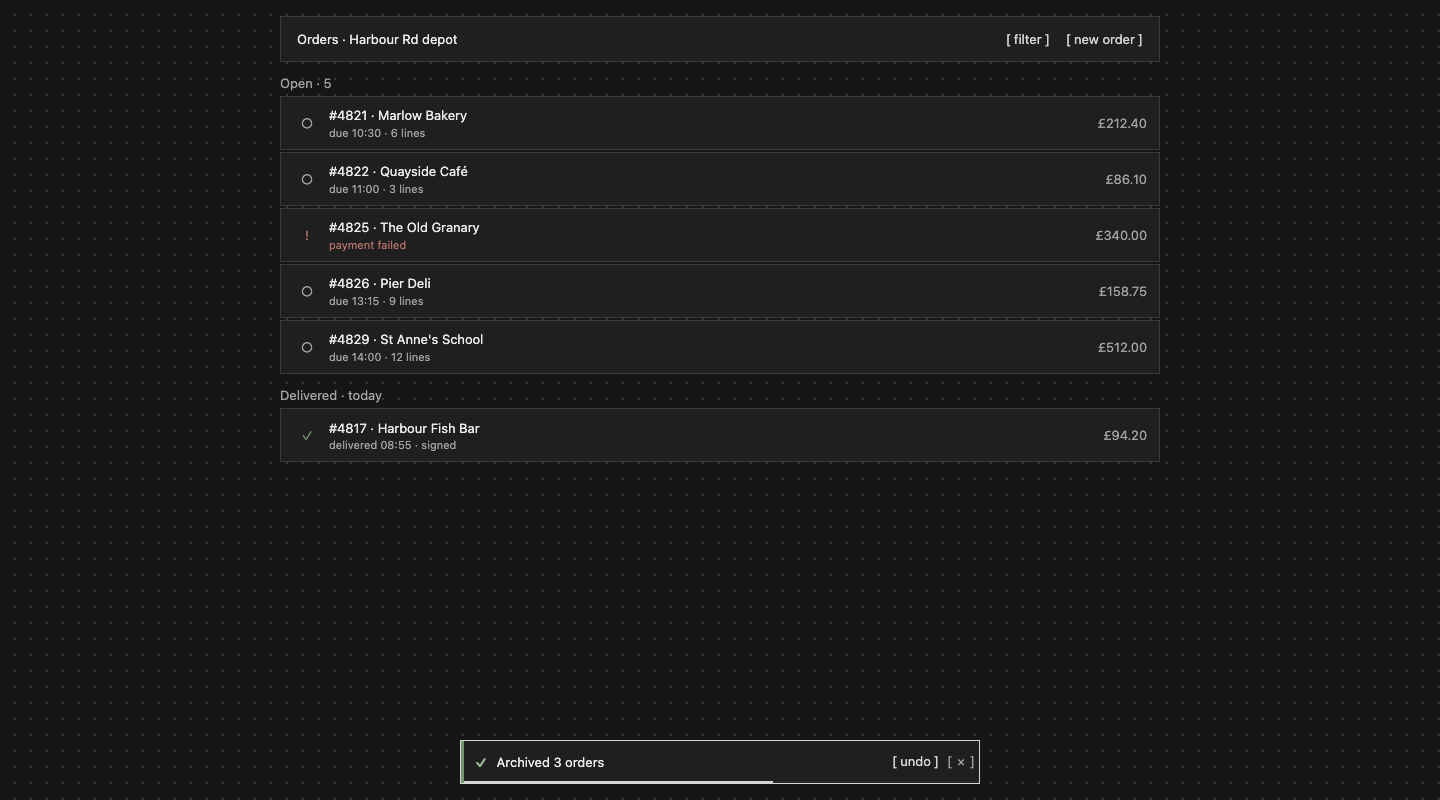 Orders · Harbour Rd depot [ filter ] [ new order ]
Open · 5
#4821 · Marlow Bakery
due 10:30 · 6 lines
£212.40
#4822 · Quayside Café
due 11:00 · 3 lines
£86.10
! #4825 · The Old Granary
payment failed
£340.00
#4826 · Pier Deli
due 13:15 · 9 lines
£158.75
#4829 · St Anne's School
due 14:00 · 12 lines
£512.00
Delivered · today
✓ #4817 · Harbour Fish Bar
delivered 08:55 · signed
£94.20
✓ Archived 3 orders [ undo ] [ × ]